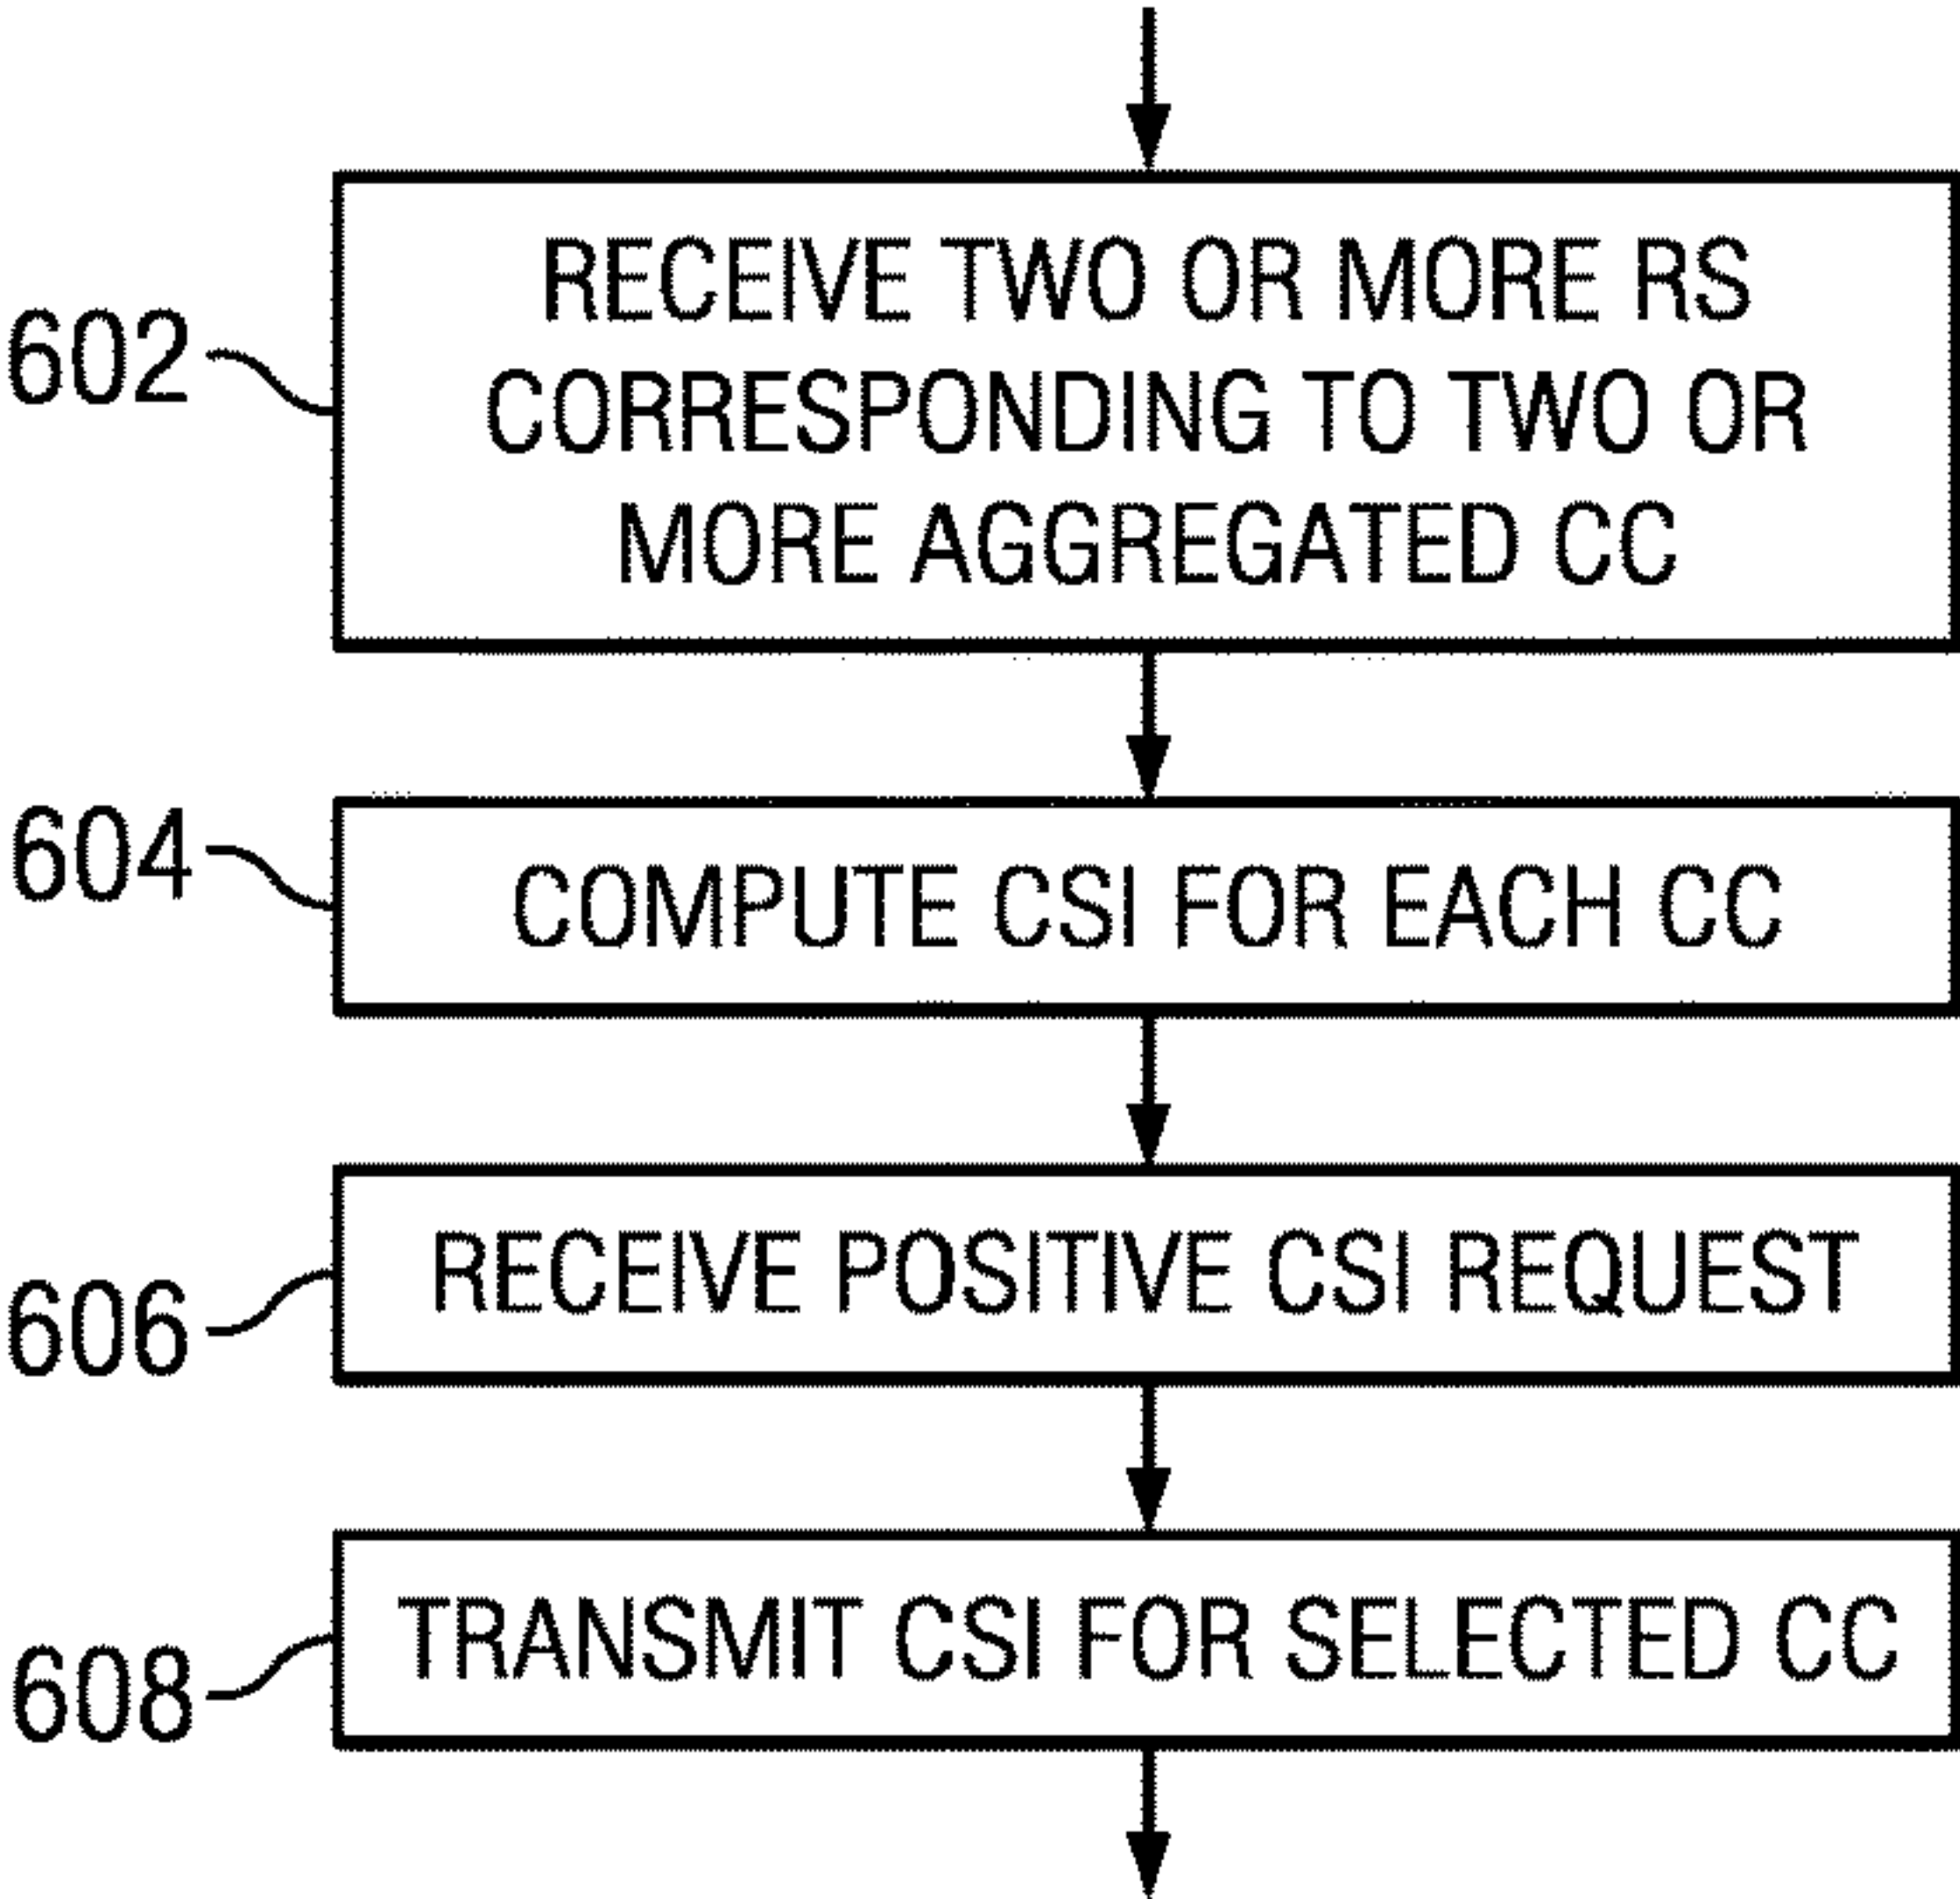 602
RECEIVE TWO OR MORE RS
CORRESPONDING TO TWO OR
MORE AGGREGATED CC
604
COMPUTE CSI FOR EACH CC
606
RECEIVE POSITIVE CSI REQUEST
608
TRANSMIT CSI FOR SELECTED CC